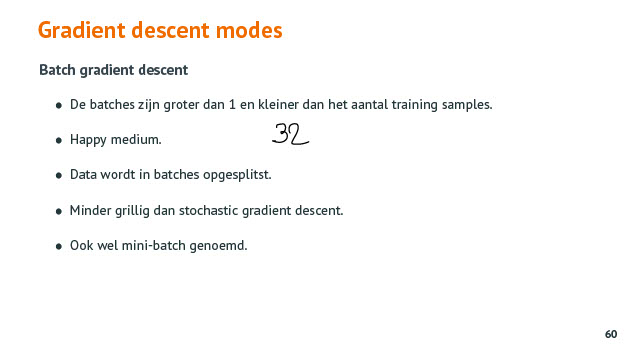 Gradient descent modes
Batch gradient descent
● De batches zijn groter dan 1 en kleiner dan het aantal training samples.
● Happy medium.
32
● Data wordt in batches opgesplitst.
● Minder grillig dan stochastic gradient descent.
● Ook wel mini-batch genoemd.
60